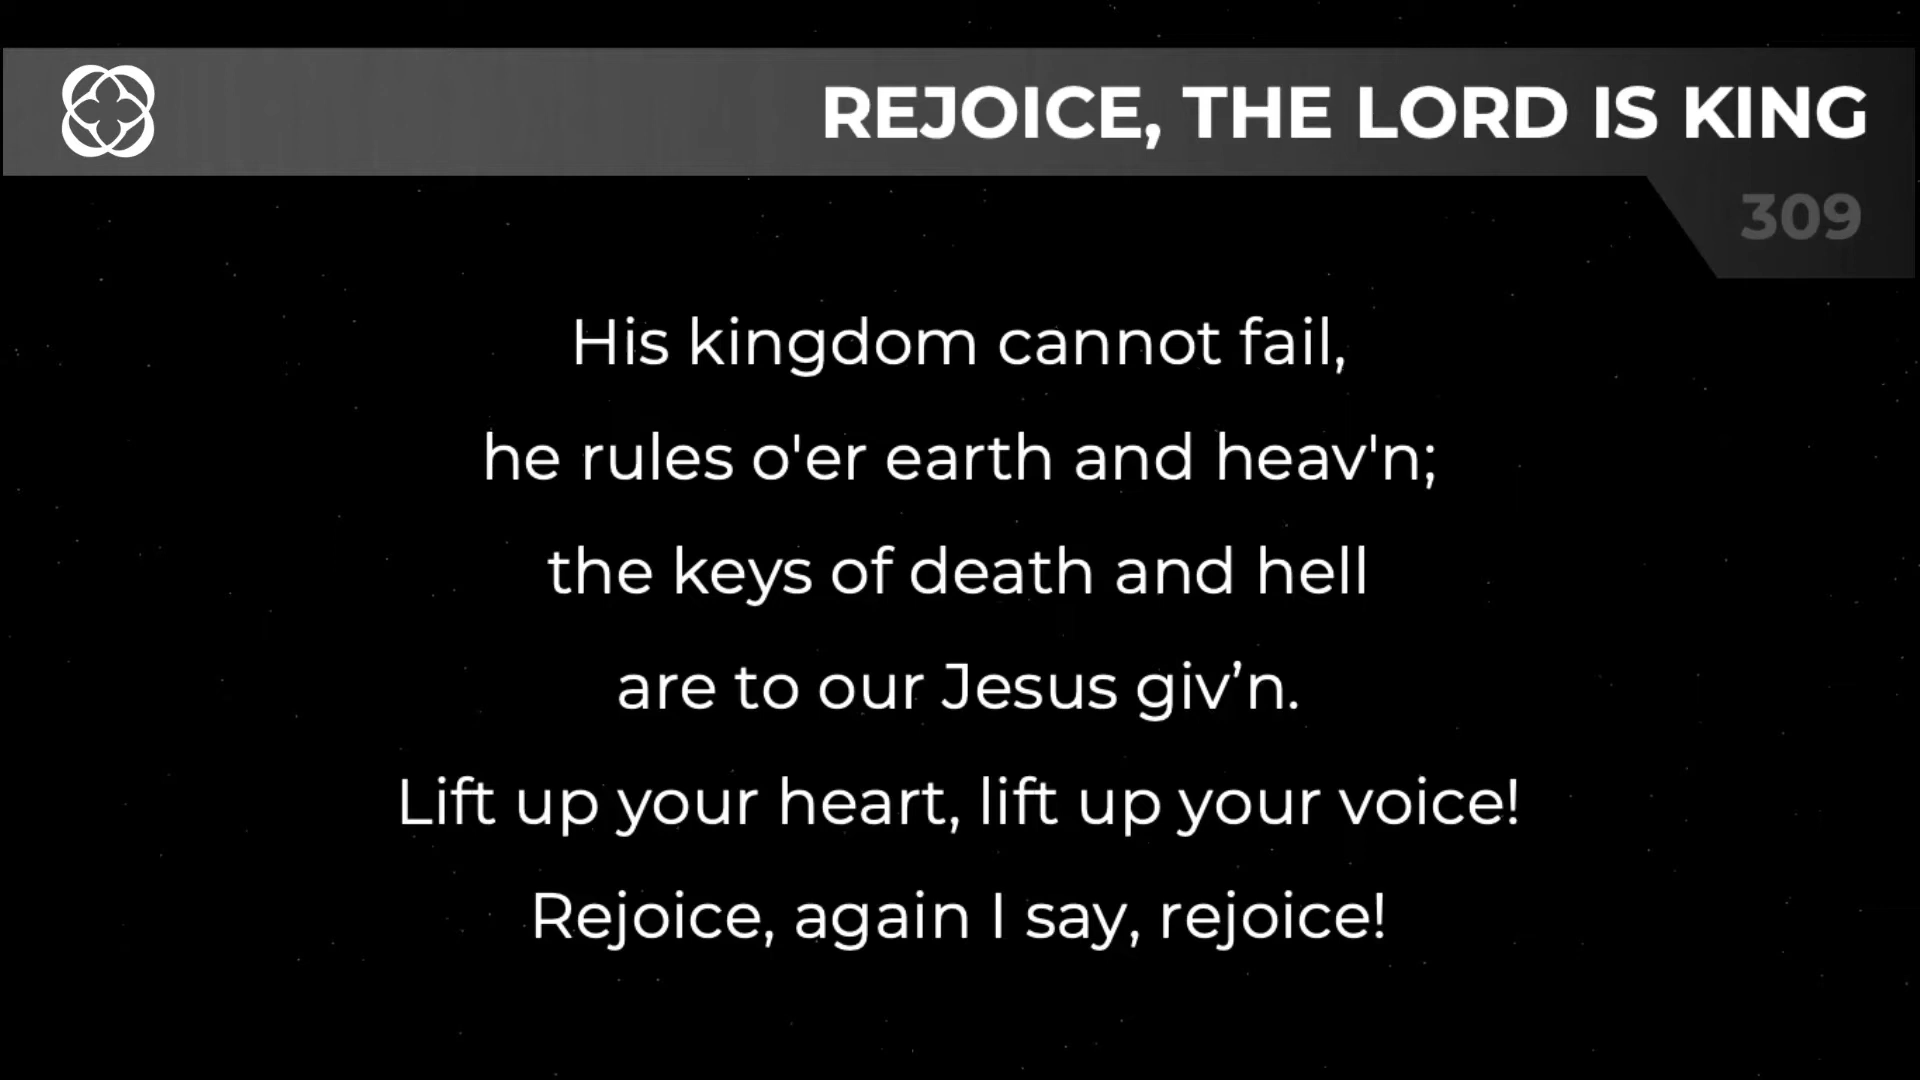 REJOICE, THE LORD IS KING
309
His kingdom cannot fail,
he rules o'er earth and heav'n;
the keys of death and hell
are to our Jesus giv’n.
Lift up your heart, lift up your voice!
Rejoice, again I say, rejoice!